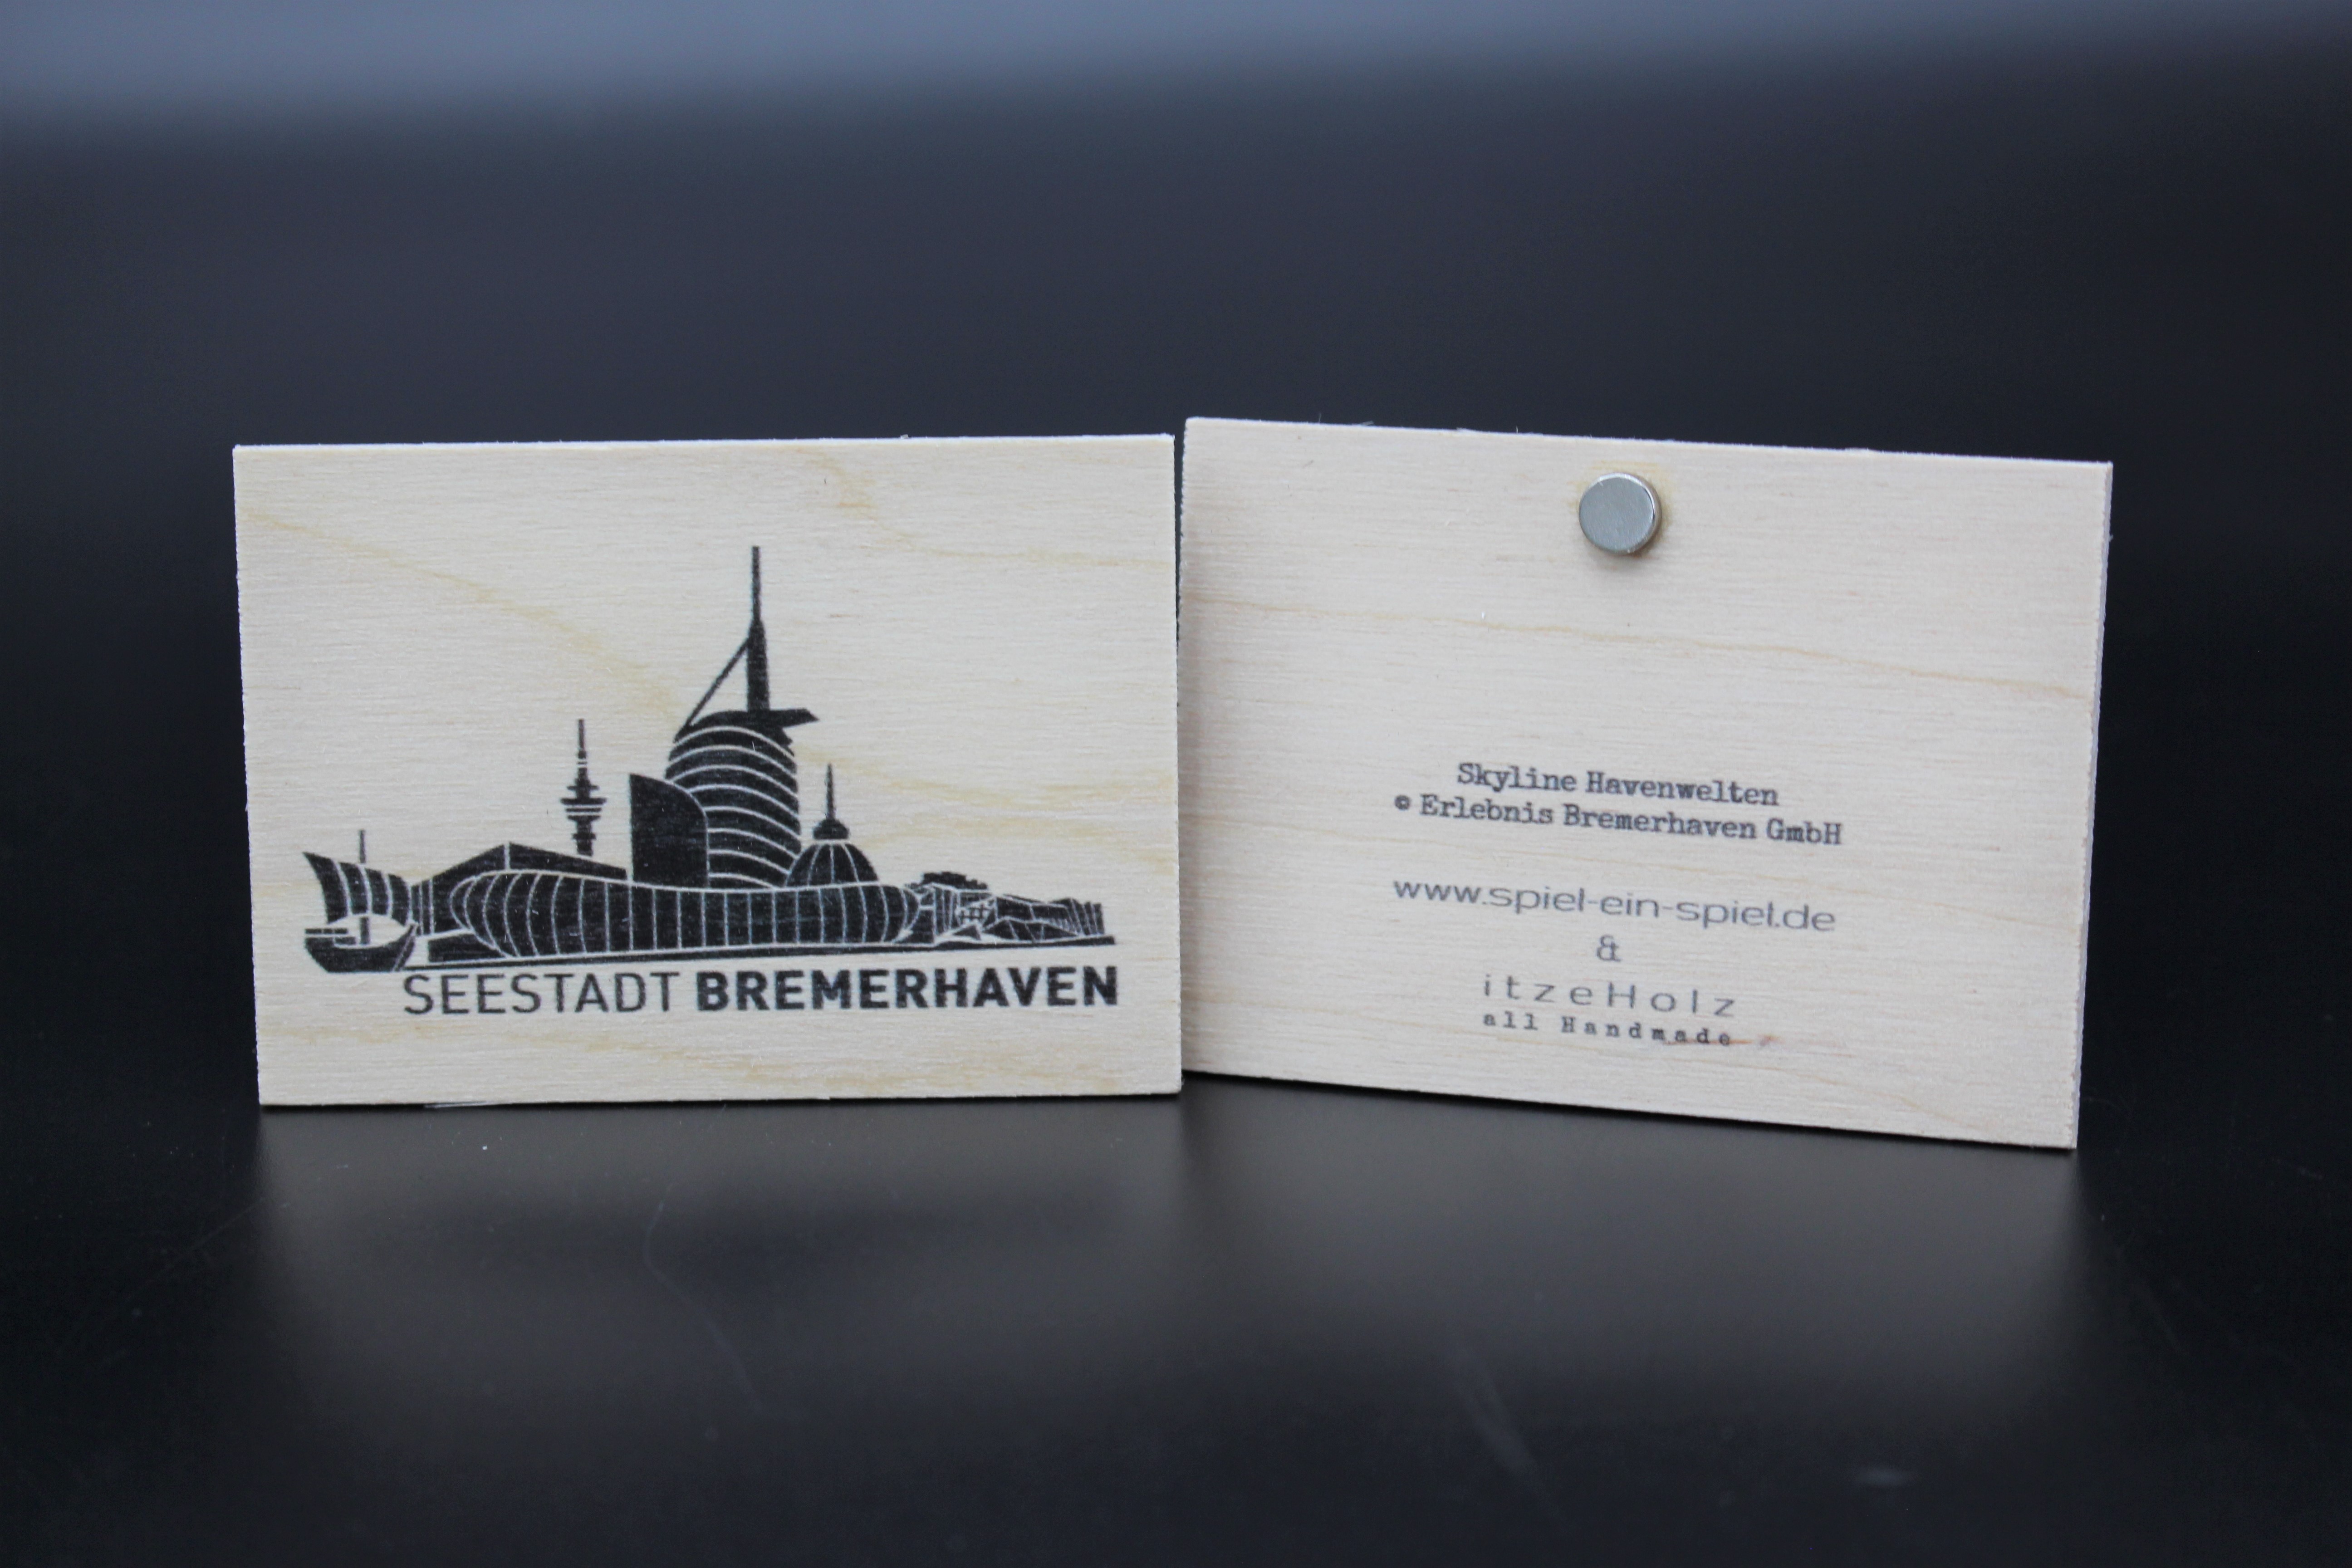 SEESTADT BREMERHAVEN
Skyline Havenwelten
© Erlebnis Bremerhaven GmbH
www.spiel-ein-spiel.de
&
itzeHolz
all Handmade